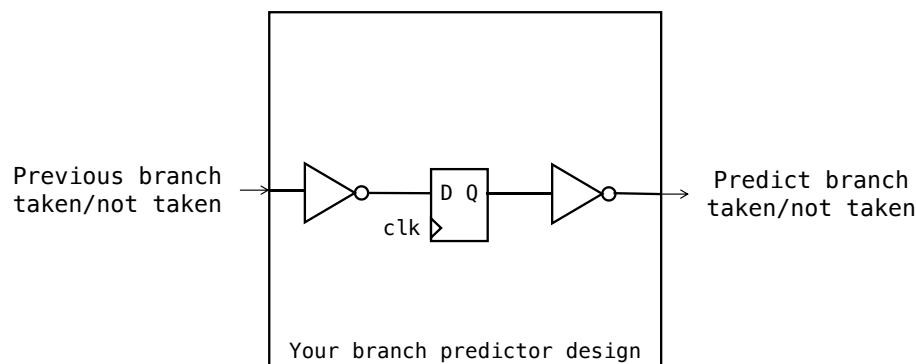 Previous branch
taken/not taken
D Q
clk
Predict branch
taken/not taken
Your branch predictor design